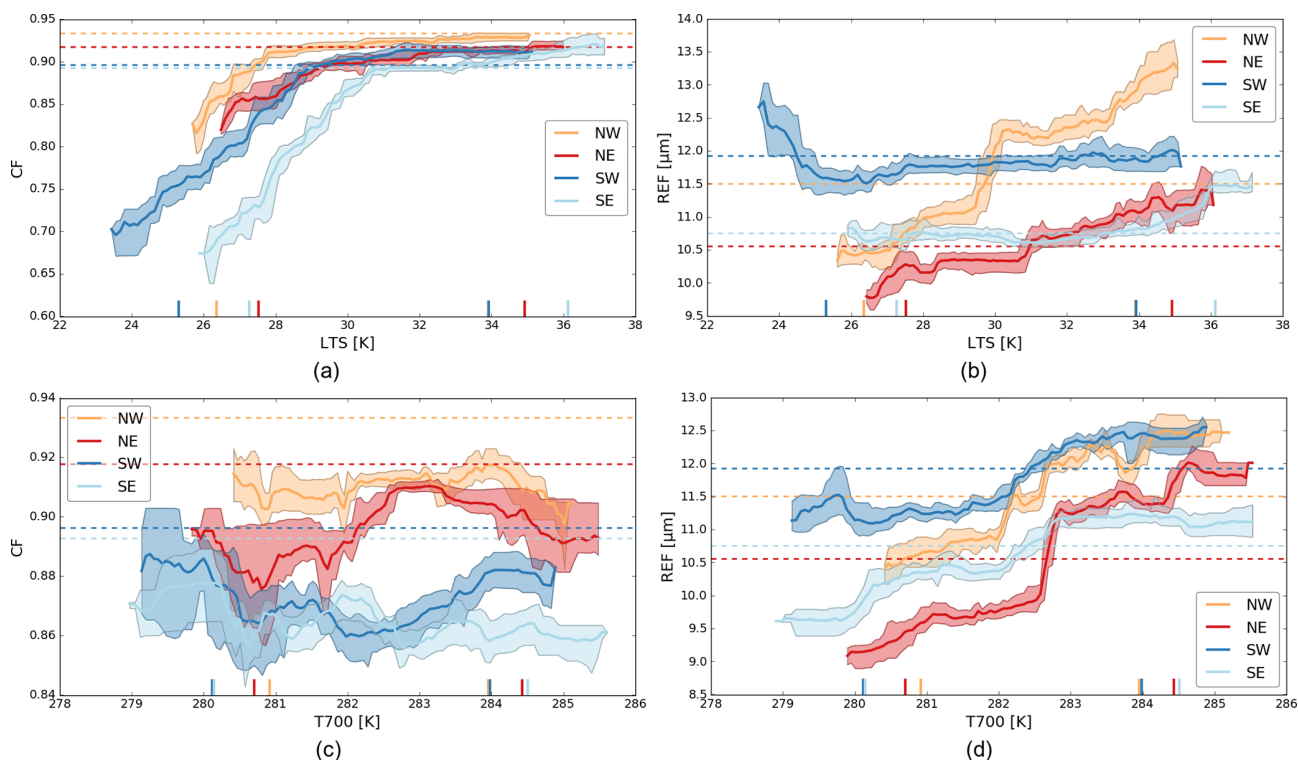 0.95
0.90
0.85
0.80
0.75
0.70
0.65
0.60
CF
22 24 26 28 30 32 34 36 38
LTS [K]
NW
NE
SW
SE
(a)
14.0
13.5
13.0
12.5
12.0
11.5
11.0
10.5
10.0
9.5
REF [µm]
22 24 26 28 30 32 34 36 38
LTS [K]
NW
NE
SW
SE
(b)
0.94
0.92
0.90
0.88
0.86
0.84
CF
278 279 280 281 282 283 284 285 286
T700 [K]
NW
NE
SW
SE
(c)
13.0
12.5
12.0
11.5
11.0
10.5
10.0
9.5
9.0
8.5
REF [µm]
278 279 280 281 282 283 284 285 286
T700 [K]
NW
NE
SW
SE
(d)